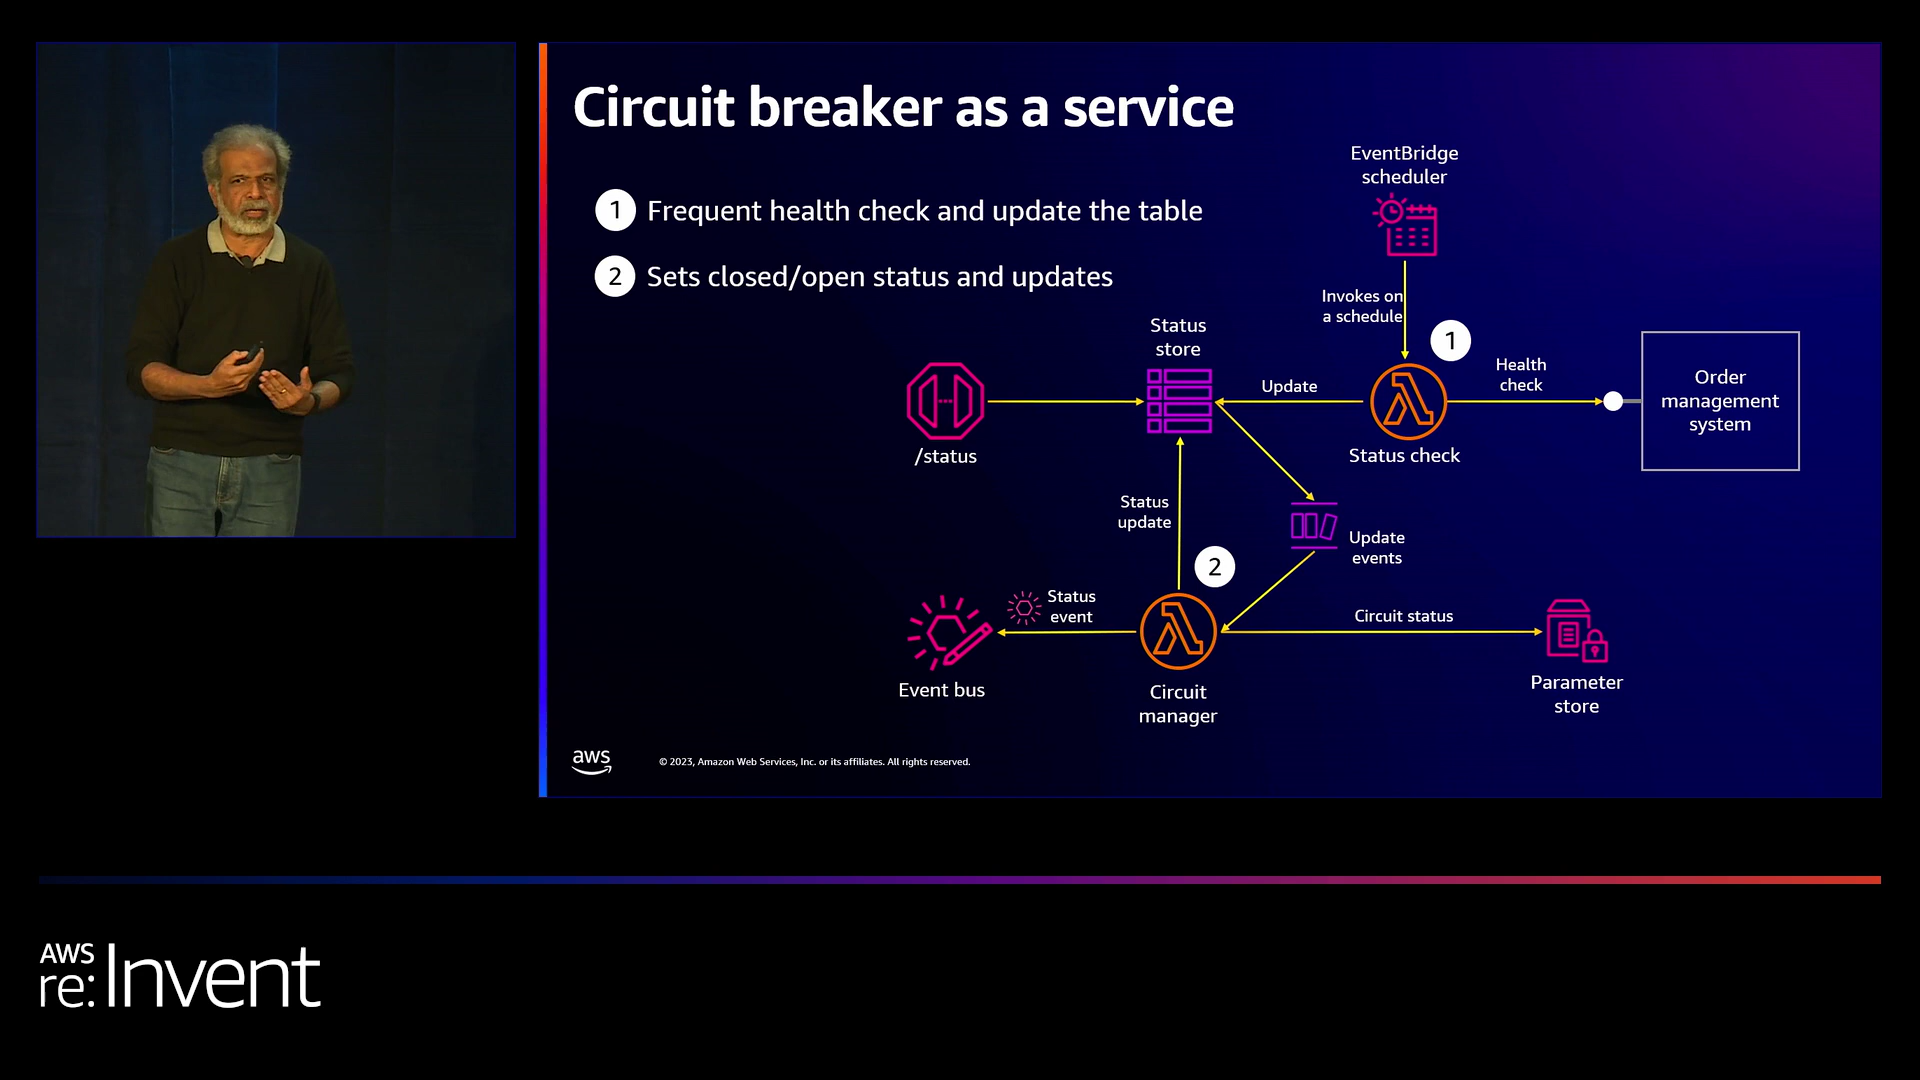 Circuit breaker as a service
1 Frequent health check and update the table
2 Sets closed/open status and updates
EventBridge
scheduler
Invokes on
a schedule
1
Status
store
Update
Health
check
Order
management
system
/status
Status check
Status
update
Update
events
2
Status
event
Circuit status
Event bus
Circuit
manager
Parameter
store
aws
© 2023, Amazon Web Services, Inc. or its affiliates. All rights reserved.
AWS
re:Invent